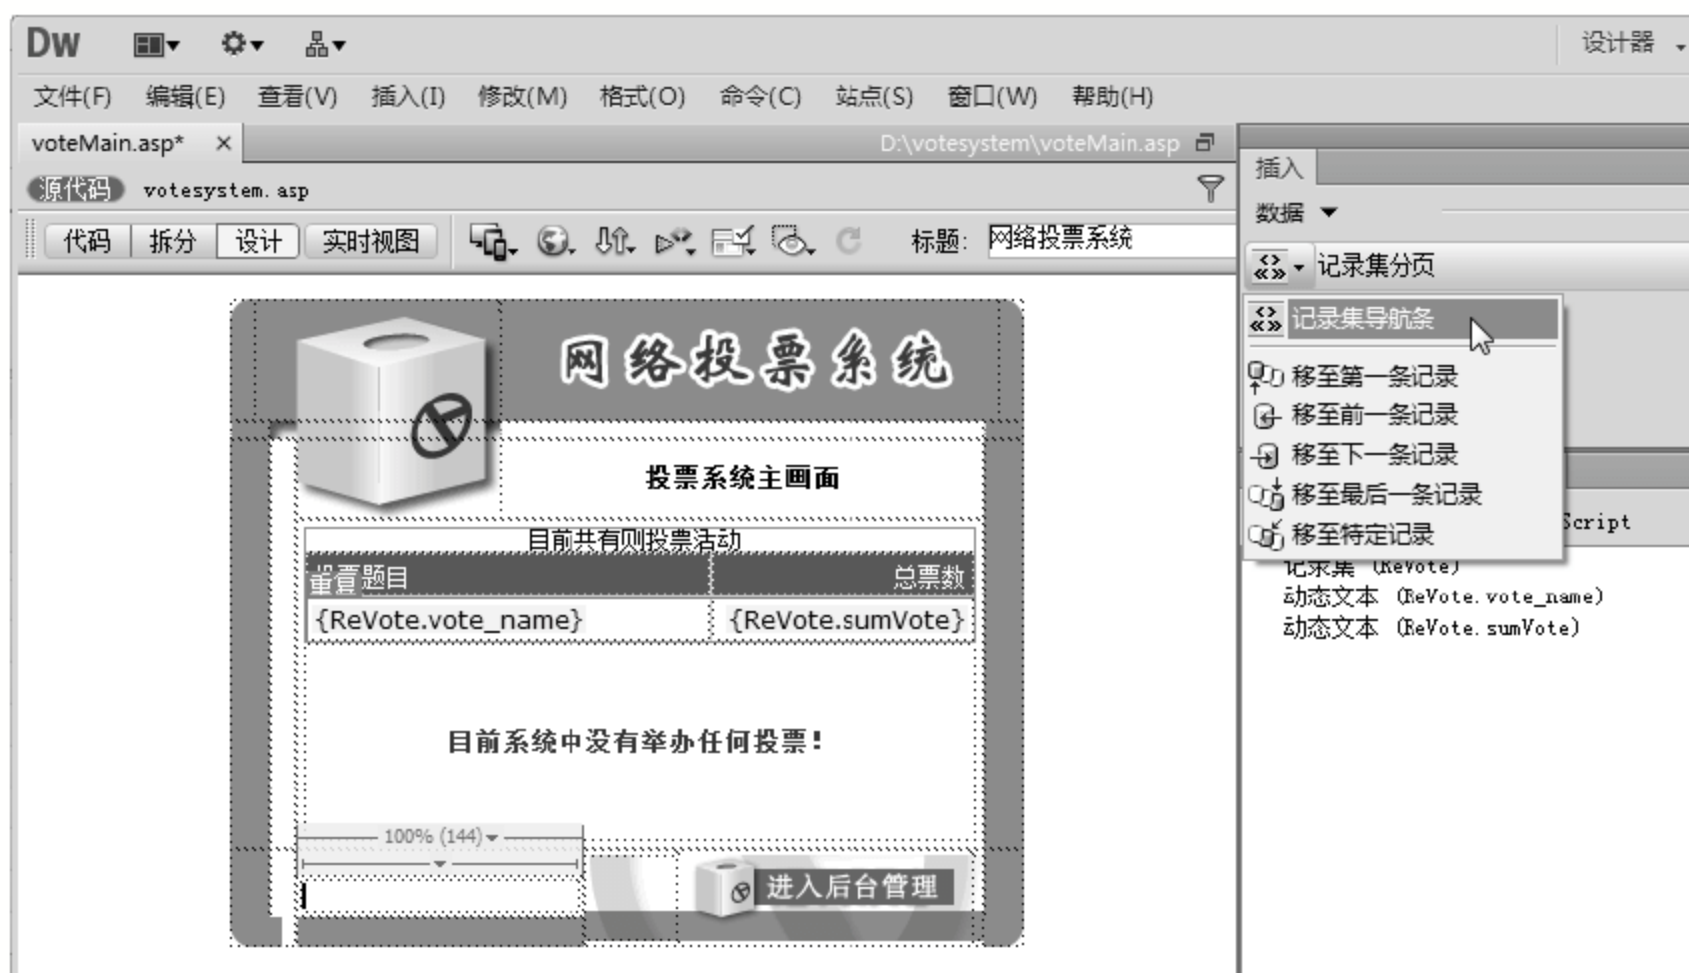 Dw
设计器
文件(F) 编辑(E) 查看(V) 插入(I) 修改(M) 格式(O) 命令(C) 站点(S) 窗口(W) 帮助(H)
voteMain.asp* × D:\votesystem\voteMain.asp
源代码 votesystem.asp
代码 拆分 设计 实时视图 标题: 网络投票系统
网络投票系统
投票系统主画面
目前共有则投票活动
重复 题目 总票数
{ReVote.vote_name} {ReVote.sumVote}
目前系统中没有举办任何投票！
100% (144)
进入后台管理
插入
数据
记录集分页
记录集导航条
移至第一条记录
移至前一条记录
移至下一条记录
移至最后一条记录
移至特定记录
Script
记录集 (ReVote)
动态文本 (ReVote.vote_name)
动态文本 (ReVote.sumVote)